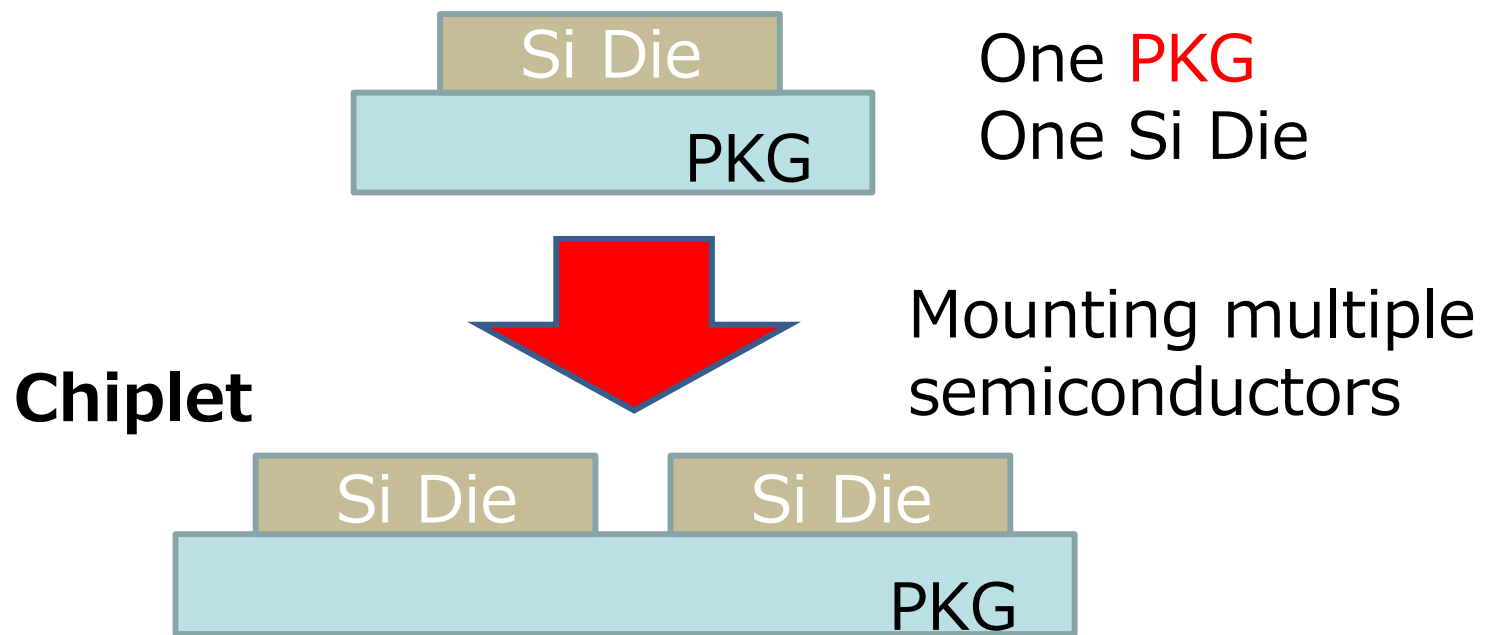 Si Die
PKG
One PKG
One Si Die
Mounting multiple
semiconductors
Chiplet
Si Die
Si Die
PKG